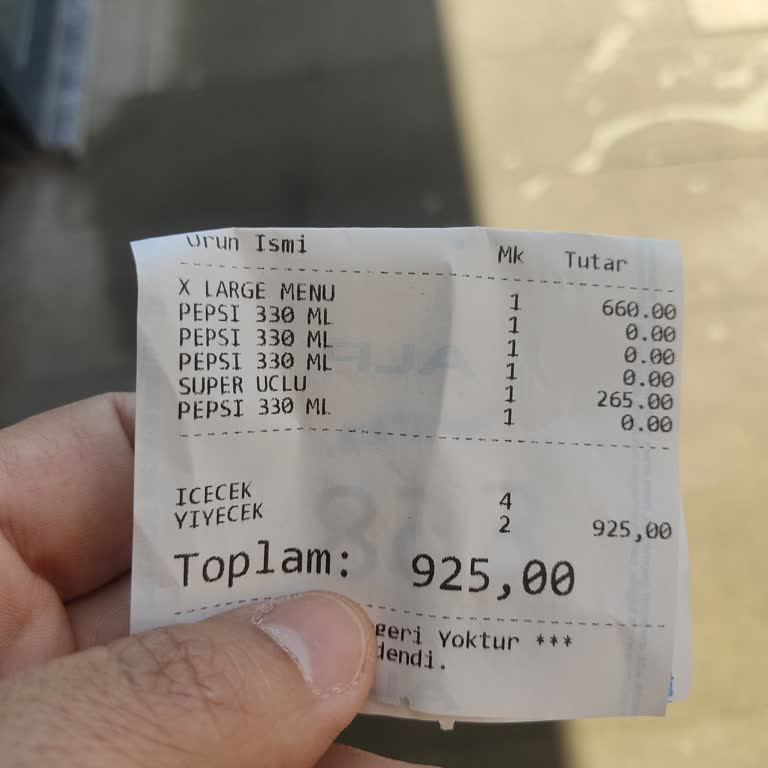 Urun Ismi Mk Tutar
X LARGE MENU 1 660.00
PEPSI 330 ML 1 0.00
PEPSI 330 ML 1 0.00
PEPSI 330 ML 1 0.00
SUPER UCLU 1 265.00
PEPSI 330 ML 1 0.00
ICECEK 4
YIYECEK 2 925,00
Toplam: 925,00
geri Yoktur ***
dendi.